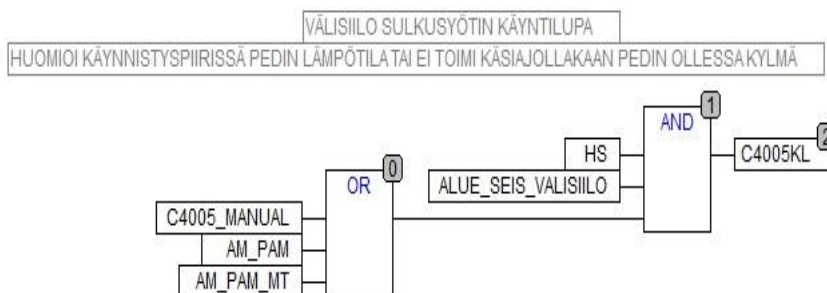 VÄLISIILO SULKUSYÖTIN KÄYNTILUPA
HUOMIOI KÄYNNISTYSPIIRISSÄ PEDIN LÄMPÖTILA TAI EI TOIMI KÄSIAJOLLAKAAN PEDIN OLLESSA KYLMÄ
1
AND
2
HS
C4005KL
0
OR
ALUE_SEIS_VALISIILO
C4005_MANUAL
AM_PAM
AM_PAM_MT